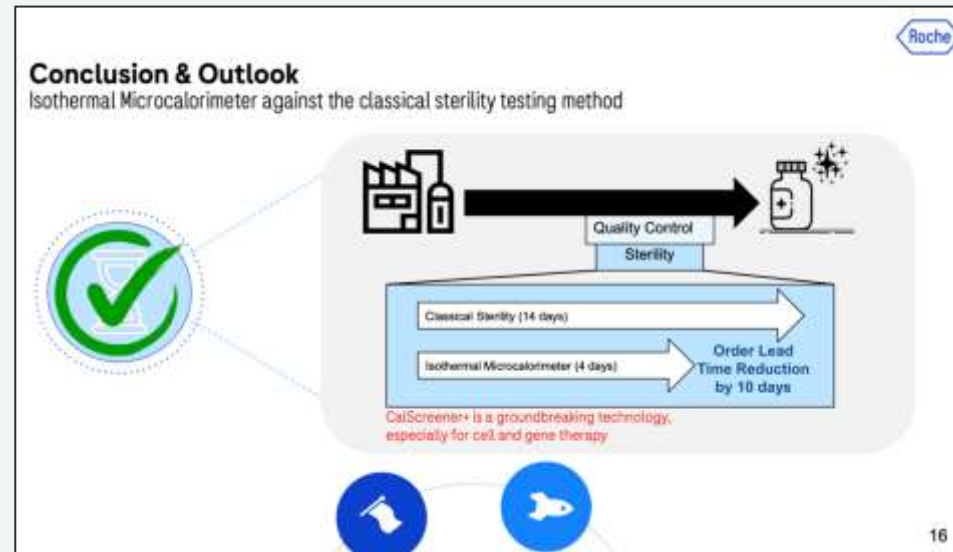 Roche
Conclusion & Outlook
Isothermal Microcalorimeter against the classical sterility testing method
Quality Control
Sterility
Classical Sterility (14 days)
Isothermal Microcalorimeter (4 days)
Order Lead
Time Reduction
by 10 days
CalScreener+ is a groundbreaking technology,
especially for cell and gene therapy
16